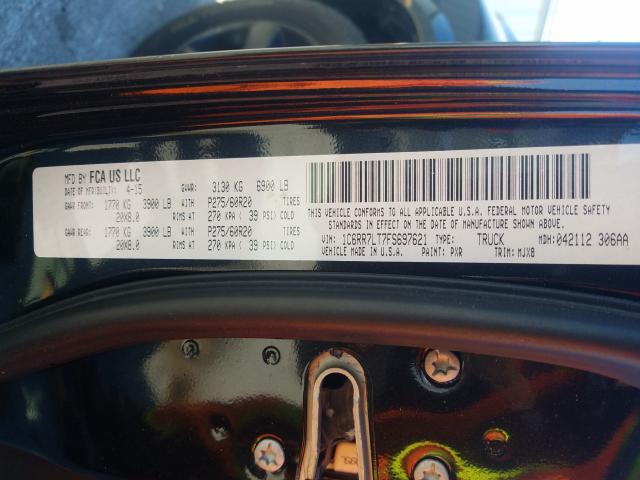 MFD BY FCA US LLC
DATE OF MFR(BUILT): 4-15 GVWR: 3130 KG 6900 LB
GAWR FRONT: 1770 KG 3900 LB WITH P275/60R20 TIRES
20X8.0 RIMS AT 270 KPA ( 39 PSI) COLD
GAWR REAR: 1770 KG 3900 LB WITH P275/60R20 TIRES
20X8.0 RIMS AT 270 KPA ( 39 PSI) COLD
THIS VEHICLE CONFORMS TO ALL APPLICABLE U.S.A. FEDERAL MOTOR VEHICLE SAFETY
STANDARDS IN EFFECT ON THE DATE OF MANUFACTURE SHOWN ABOVE.
VIN: 1C6RR7LT7FS697621 TYPE: TRUCK MDH: 042112 306AA
VEHICLE MADE IN U.S.A. PAINT: PXR TRIM: MJX8